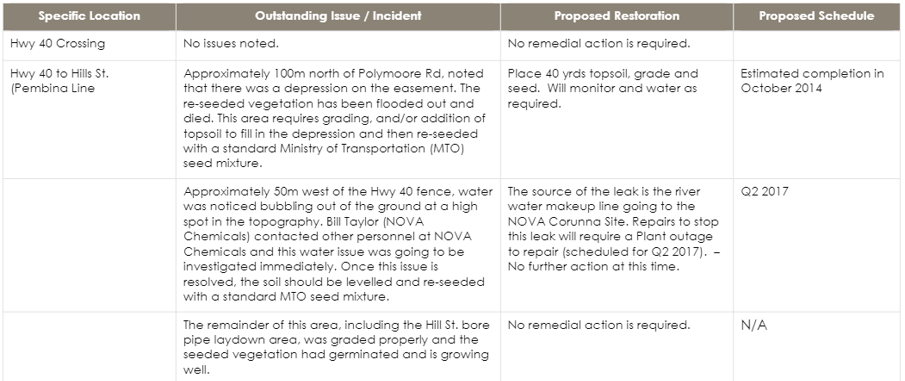 Specific Location
Outstanding Issue / Incident
Proposed Restoration
Proposed Schedule
Hwy 40 Crossing
No issues noted.
No remedial action is required.
Hwy 40 to Hills St.
(Pembina Line
Approximately 100m north of Polymoore Rd, noted
that there was a depression on the easement. The
re-seeded vegetation has been flooded out and
died. This area requires grading, and/or addition of
topsoil to fill in the depression and then re-seeded
with a standard Ministry of Transportation (MTO)
seed mixture.
Place 40 yrds topsoil, grade and
seed. Will monitor and water as
required.
Estimated completion in
October 2014
Approximately 50m west of the Hwy 40 fence, water
was noticed bubbling out of the ground at a high
spot in the topography. Bill Taylor (NOVA
Chemicals) contacted other personnel at NOVA
Chemicals and this water issue was going to be
investigated immediately. Once this issue is
resolved, the soil should be levelled and re-seeded
with a standard MTO seed mixture.
The source of the leak is the river
water makeup line going to the
NOVA Corunna Site. Repairs to stop
this leak will require a Plant outage
to repair (scheduled for Q2 2017). –
No further action at this time.
Q2 2017
The remainder of this area, including the Hill St. bore
pipe laydown area, was graded properly and the
seeded vegetation had germinated and is growing
well.
No remedial action is required.
N/A